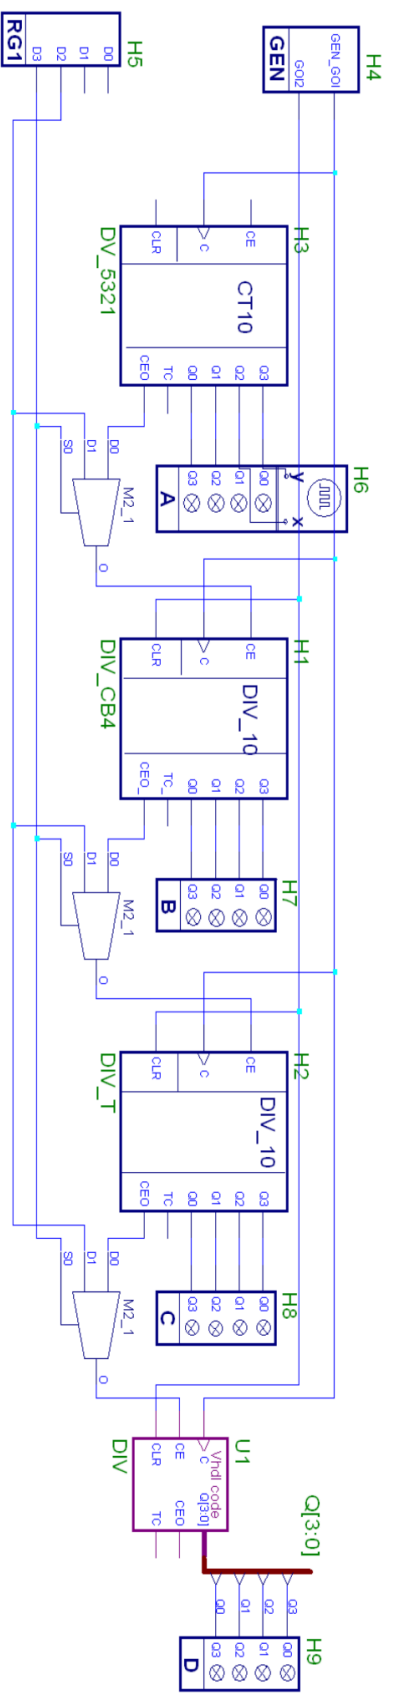 RG1
D3
D2
D1
D0
H5
GEN
GOI2
GEN_GOI
H4
H3
CLR
C
CE
CT10
DV_5321
CEO
TC
Q0
Q1
Q2
Q3
H6
y
x
Q3
Q2
Q1
Q0
A
S0
D1
D0
M2_1
O
H1
CLR
C
CE
DIV_10
DIV_CB4
CEO_
TC_
Q0
Q1
Q2
Q3
H7
Q3
Q2
Q1
Q0
B
S0
D1
D0
M2_1
O
H2
CLR
C
CE
DIV_10
DIV_T
CEO
TC
Q0
Q1
Q2
Q3
H8
Q3
Q2
Q1
Q0
C
S0
D1
D0
M2_1
O
U1
Vhdl code
CLR
CE
C
Q[3:0]
CEO
TC
DIV
Q[3:0]
Q0
Q1
Q2
Q3
H9
Q3
Q2
Q1
Q0
D